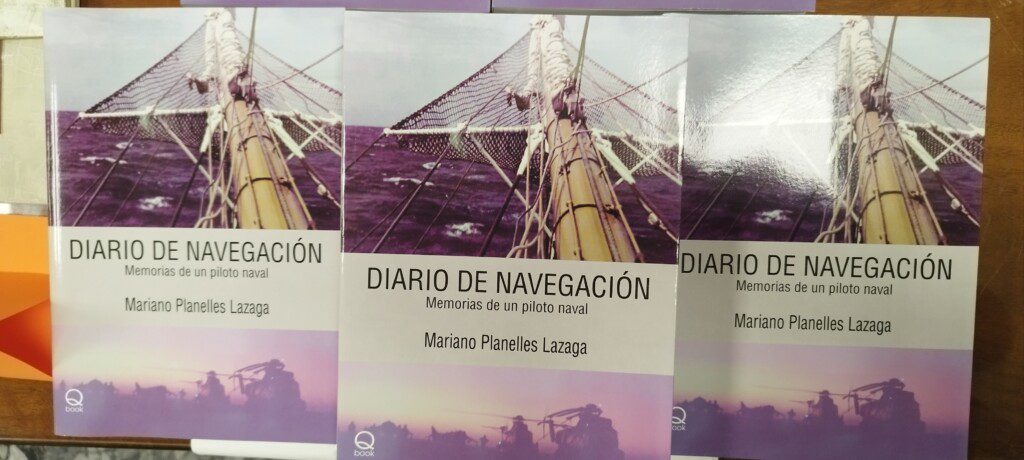 DIARIO DE NAVEGACIÓN
Memorias de un piloto naval
Mariano Planelles Lazaga
Q
book
DIARIO DE NAVEGACIÓN
Memorias de un piloto naval
Mariano Planelles Lazaga
Q
book
DIARIO DE NAVEGACIÓN
Memorias de un piloto naval
Mariano Planelles Lazaga
Q
book